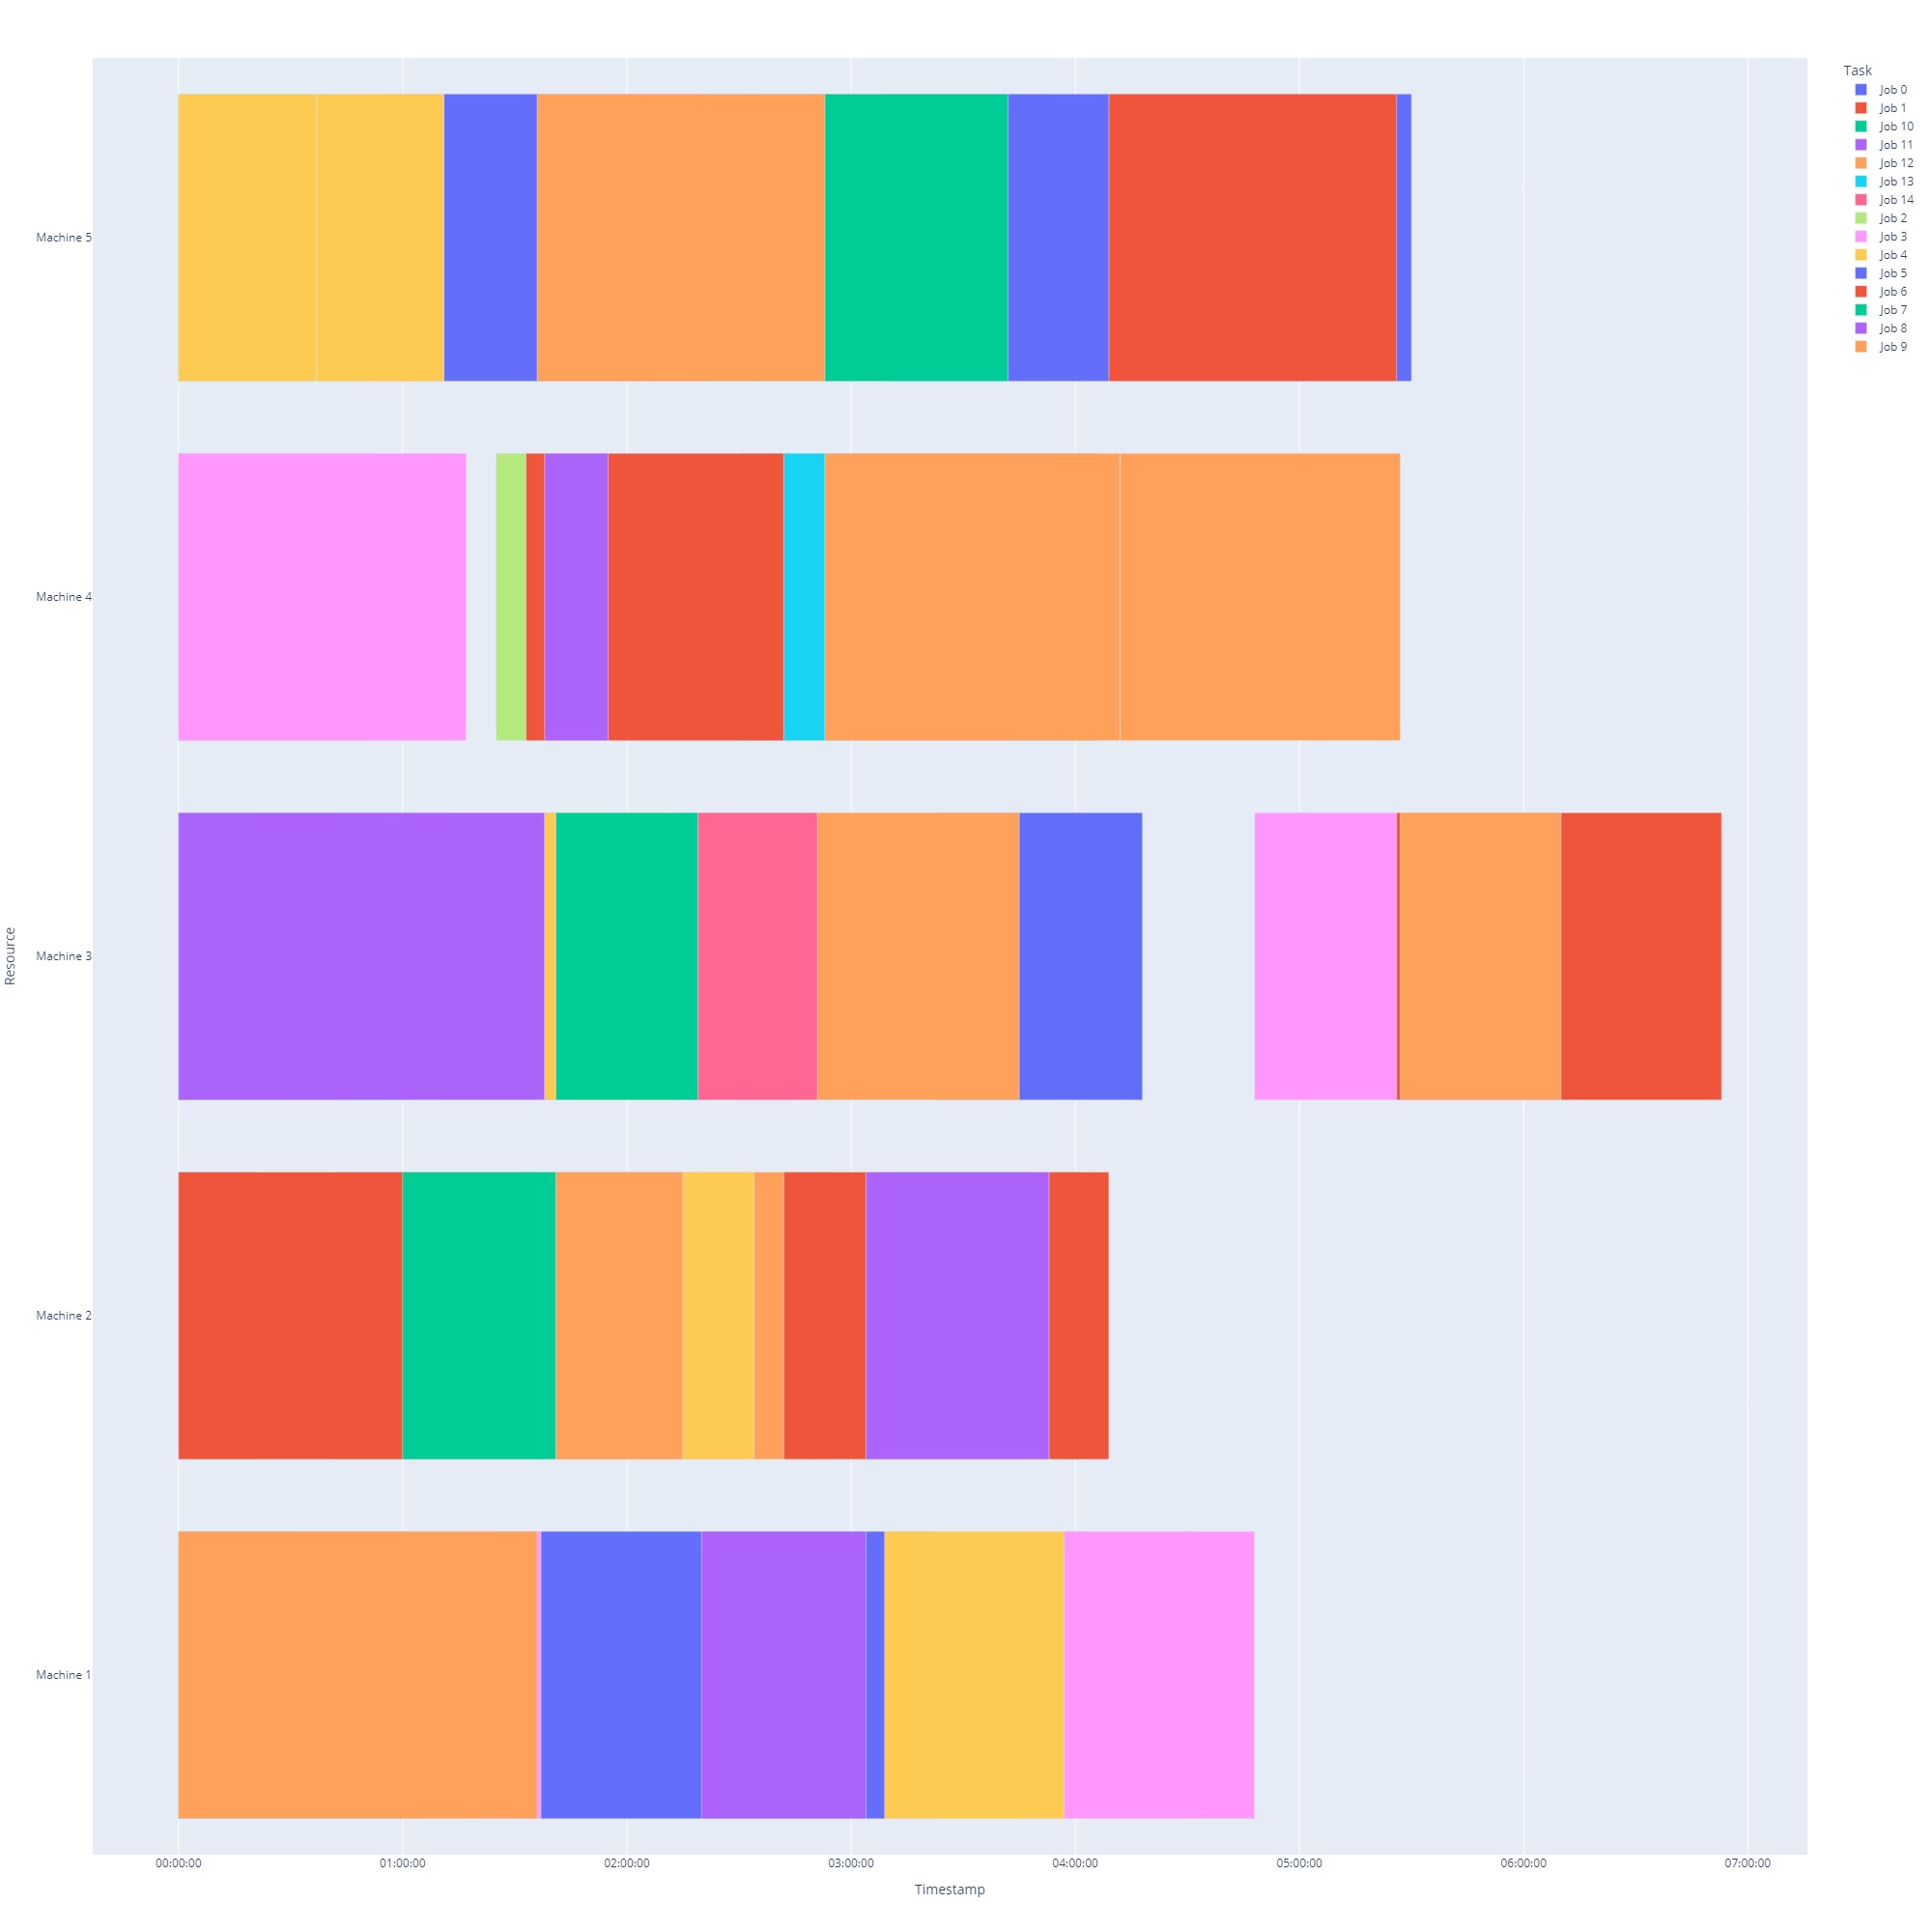 Task
Job 0
Job 1
Job 10
Job 11
Job 12
Job 13
Job 14
Job 2
Job 3
Job 4
Job 5
Job 6
Job 7
Job 8
Job 9
Machine 5
Machine 4
Machine 3
Machine 2
Machine 1
Resource
00:00:00 01:00:00 02:00:00 03:00:00 04:00:00 05:00:00 06:00:00 07:00:00
Timestamp